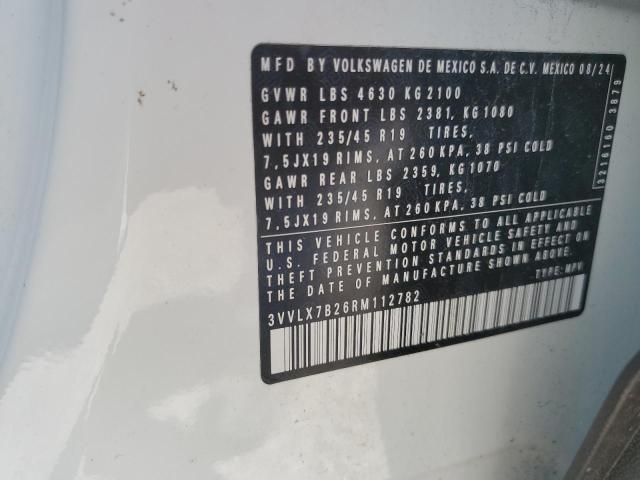 MFD BY VOLKSWAGEN DE MEXICO S.A. DE C.V. MEXICO 08/24
GVWR LBS 4630 KG 2100
GAWR FRONT LBS 2381, KG 1080
WITH 235/45 R19 TIRES,
7,5JX19 RIMS, AT 260 KPA, 38 PSI COLD
GAWR REAR LBS 2359, KG 1070
WITH 235/45 R19 TIRES,
7,5JX19 RIMS, AT 260 KPA, 38 PSI COLD
THIS VEHICLE CONFORMS TO ALL APPLICABLE
U.S. FEDERAL MOTOR VEHICLE SAFETY AND
THEFT PREVENTION STANDARDS IN EFFECT ON
THE DATE OF MANUFACTURE SHOWN ABOVE.
3VVLX7B26RM112782 TYPE: MPV
3216160 3879